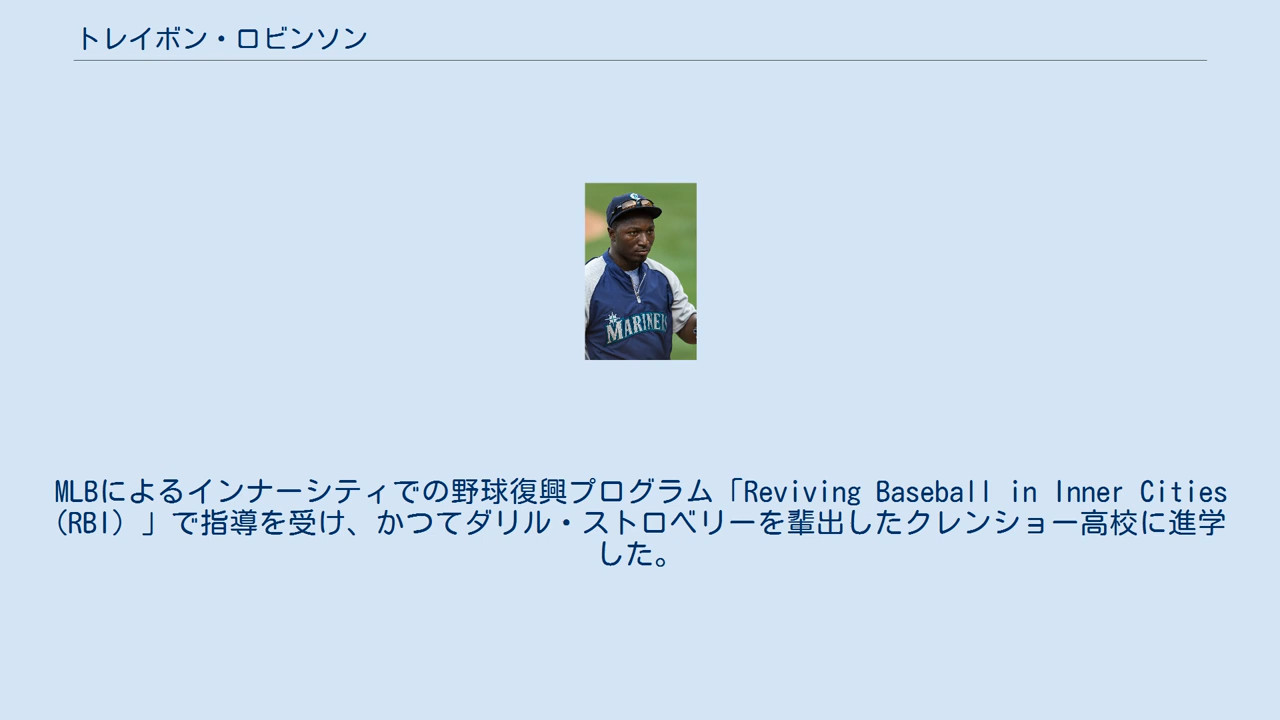 トレイボン・ロビンソン
MARINERS
MLBによるインナーシティでの野球復興プログラム「Reviving Baseball in Inner Cities
(RBI）」で指導を受け、かつてダリル・ストロベリーを輩出したクレンショー高校に進学
した。